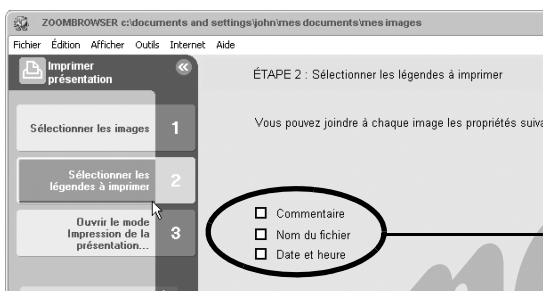 ZOOMBROWSER c:\documents and settings\john\mes documents\mes images
Fichier Édition Afficher Outils Internet Aide
Imprimer
présentation
ÉTAPE 2 : Sélectionner les légendes à imprimer
Sélectionner les images 1
Vous pouvez joindre à chaque image les propriétés
Sélectionner les
légendes à imprimer 2
Ouvrir le mode
Impression de la
présentation... 3
Commentaire
Nom du fichier
Date et heure